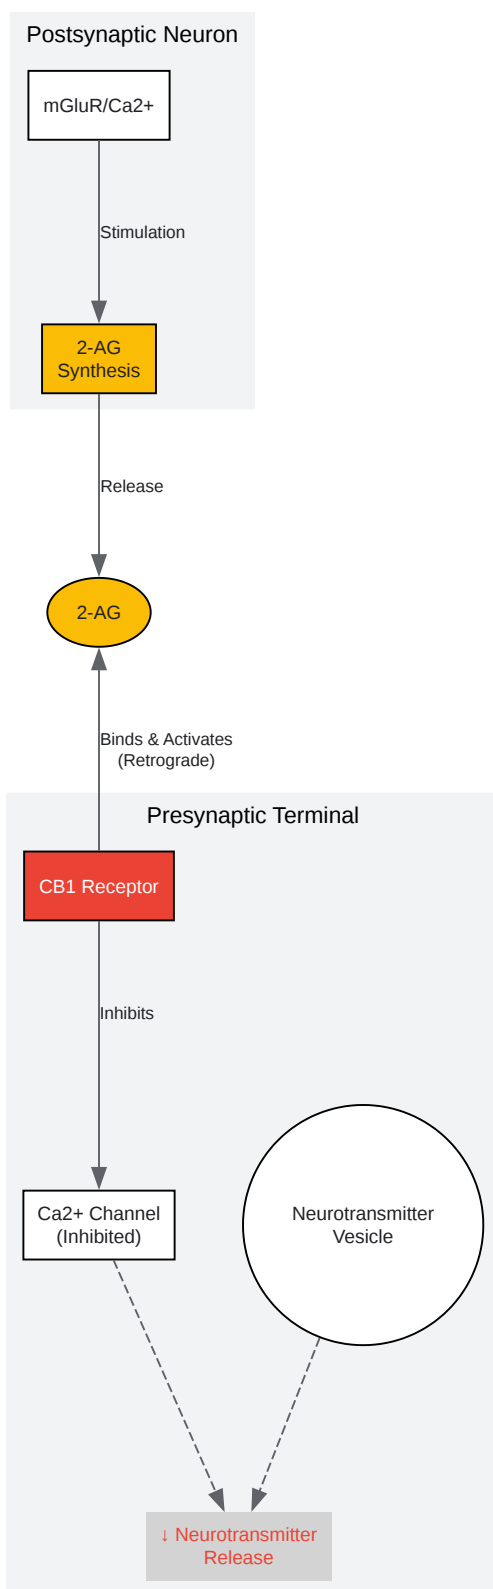 Postsynaptic Neuron
mGluR/Ca2+
Stimulation
2-AG
Synthesis
Release
2-AG
Binds & Activates
(Retrograde)
Presynaptic Terminal
CB1 Receptor
Inhibits
Ca2+ Channel
(Inhibited)
Neurotransmitter
Vesicle
↓ Neurotransmitter
Release